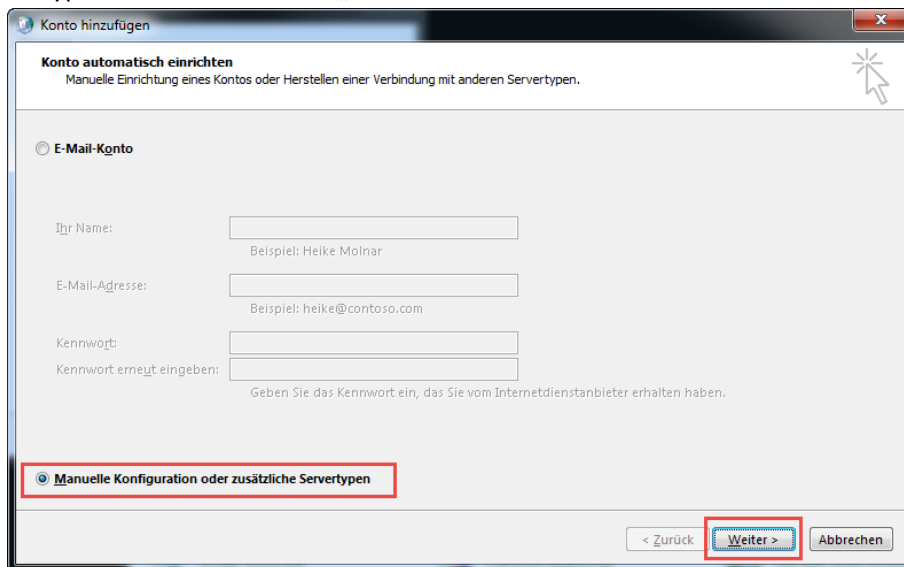 Konto hinzufügen
Konto automatisch einrichten
Manuelle Einrichtung eines Kontos oder Herstellen einer Verbindung mit anderen Servertypen.
E-Mail-Konto
Ihr Name:
Beispiel: Heike Molnar
E-Mail-Adresse:
Beispiel: heike@contoso.com
Kennwort:
Kennwort erneut eingeben:
Geben Sie das Kennwort ein, das Sie vom Internetdienstanbieter erhalten haben.
Manuelle Konfiguration oder zusätzliche Servertypen
< Zurück Weiter > Abbrechen